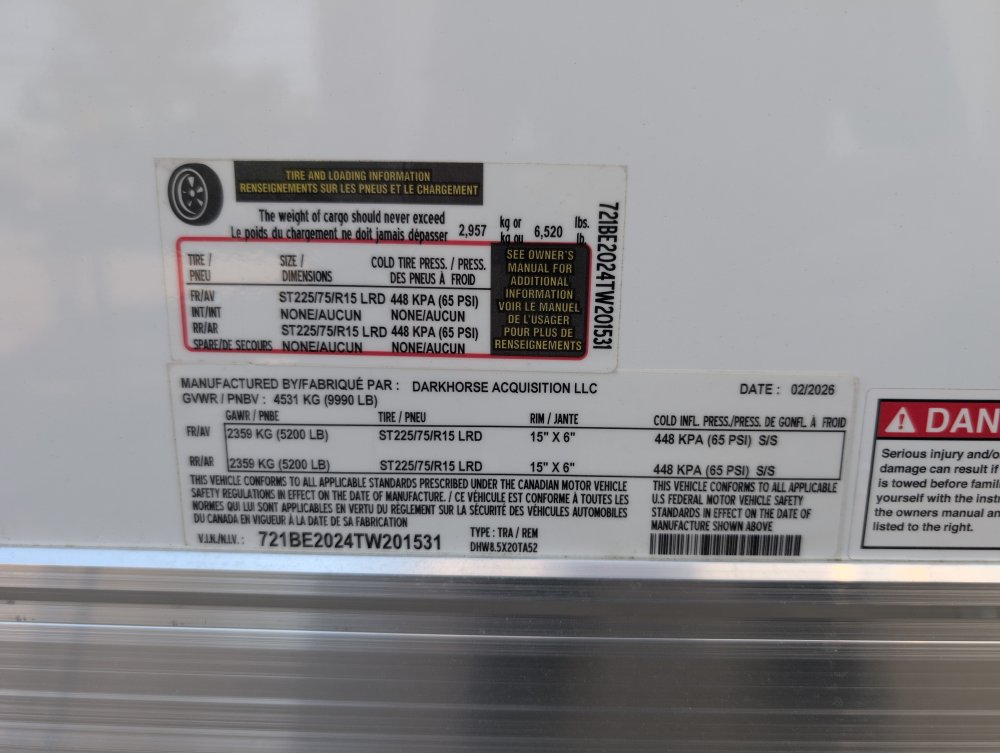 TIRE AND LOADING INFORMATION
RENSEIGNEMENTS SUR LES PNEUS ET LE CHARGEMENT
The weight of cargo should never exceed
Le poids du chargement ne doit jamais dépasser 2,957 kg or kg ou 6,520 lbs. lb.
TIRE / PNEU SIZE / DIMENSIONS COLD TIRE PRESS. / PRESS. DES PNEUS À FROID
FR/AV ST225/75/R15 LRD 448 KPA (65 PSI)
INT/INT NONE/AUCUN NONE/AUCUN
RR/AR ST225/75/R15 LRD 448 KPA (65 PSI)
SPARE/DE SECOURS NONE/AUCUN NONE/AUCUN
SEE OWNER'S
MANUAL FOR
ADDITIONAL
INFORMATION
VOIR LE MANUEL
DE L'USAGER
POUR PLUS DE
RENSEIGNEMENTS
721BE2024TW201531
MANUFACTURED BY/FABRIQUÉ PAR : DARKHORSE ACQUISITION LLC DATE : 02/2026
GVWR / PNBV : 4531 KG (9990 LB)
GAWR / PNBE TIRE / PNEU RIM / JANTE COLD INFL. PRESS./PRESS. DE GONFL. À FROID
FR/AV 2359 KG (5200 LB) ST225/75/R15 LRD 15" X 6" 448 KPA (65 PSI) S/S
RR/AR 2359 KG (5200 LB) ST225/75/R15 LRD 15" X 6" 448 KPA (65 PSI) S/S
THIS VEHICLE CONFORMS TO ALL APPLICABLE STANDARDS PRESCRIBED UNDER THE CANADIAN MOTOR VEHICLE
SAFETY REGULATIONS IN EFFECT ON THE DATE OF MANUFACTURE. / CE VÉHICULE EST CONFORME À TOUTES LES
NORMES QUI LUI SONT APPLICABLES EN VERTU DU RÈGLEMENT SUR LA SÉCURITÉ DES VÉHICULES AUTOMOBILES
DU CANADA EN VIGUEUR À LA DATE DE SA FABRICATION
THIS VEHICLE CONFORMS TO ALL APPLICABLE
U.S FEDERAL MOTOR VEHICLE SAFETY
STANDARDS IN EFFECT ON THE DATE OF
MANUFACTURE SHOWN ABOVE
V.I.N./N.I.V. : 721BE2024TW201531
TYPE : TRA / REM
DHW8.5X20TA52
DAN
Serious injury and/o
damage can result if
is towed before famil
yourself with the inst
the owners manual an
listed to the right.